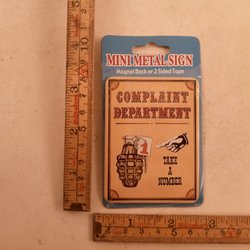 MINI METAL SIGN
Magnet Back or 2 Sided Tape
COMPLAINT
DEPARTMENT
1
TAKE
A
NUMBER